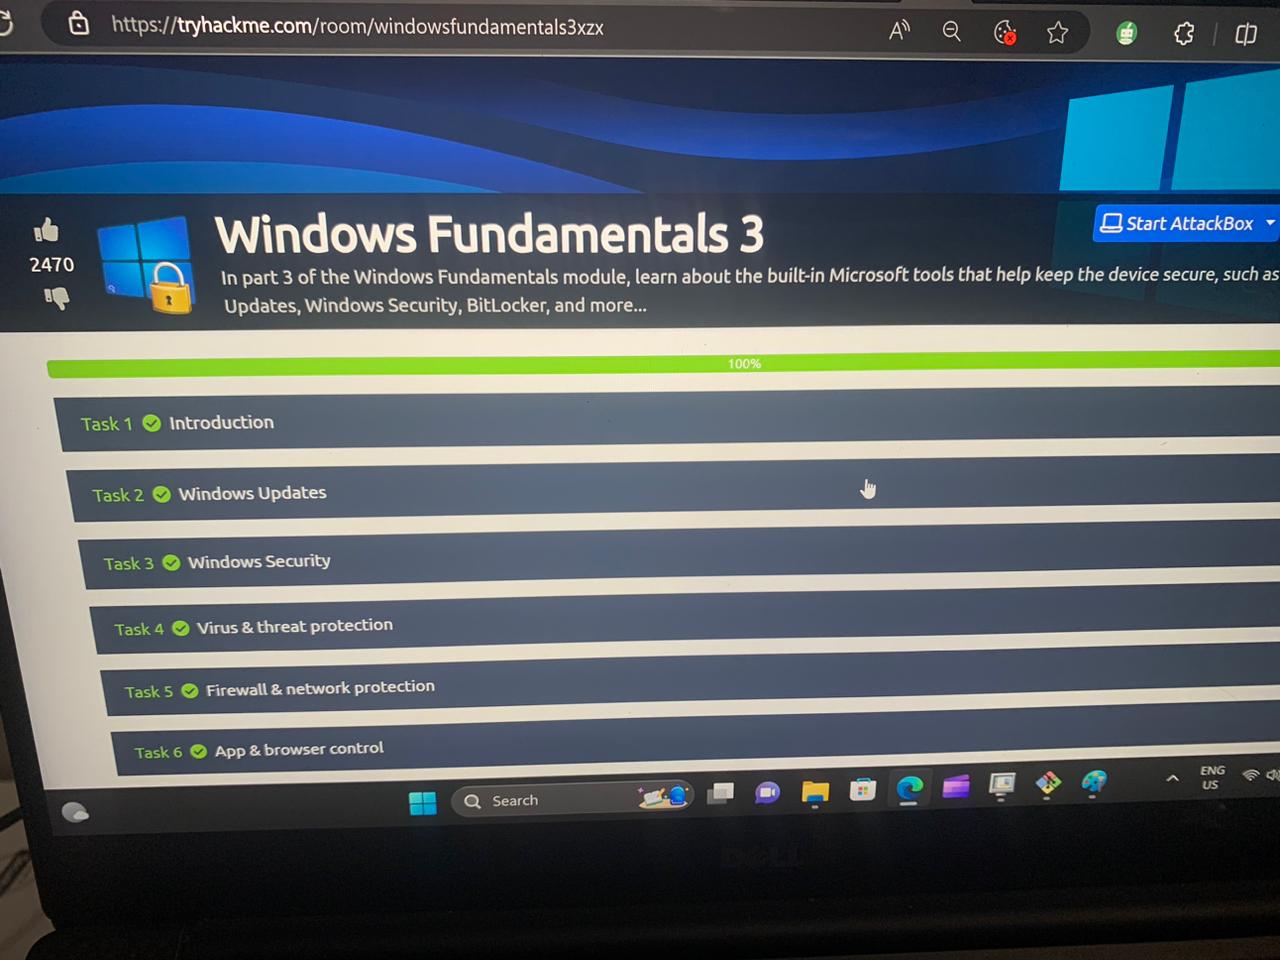 https://tryhackme.com/room/windowsfundamentals3xzx
Windows Fundamentals 3
Start AttackBox
2470
In part 3 of the Windows Fundamentals module, learn about the built-in Microsoft tools that help keep the device secure, such as
Updates, Windows Security, BitLocker, and more...
100%
Task 1 Introduction
Task 2 Windows Updates
Task 3 Windows Security
Task 4 Virus & threat protection
Task 5 Firewall & network protection
Task 6 App & browser control
Search
ENG
US
DELL